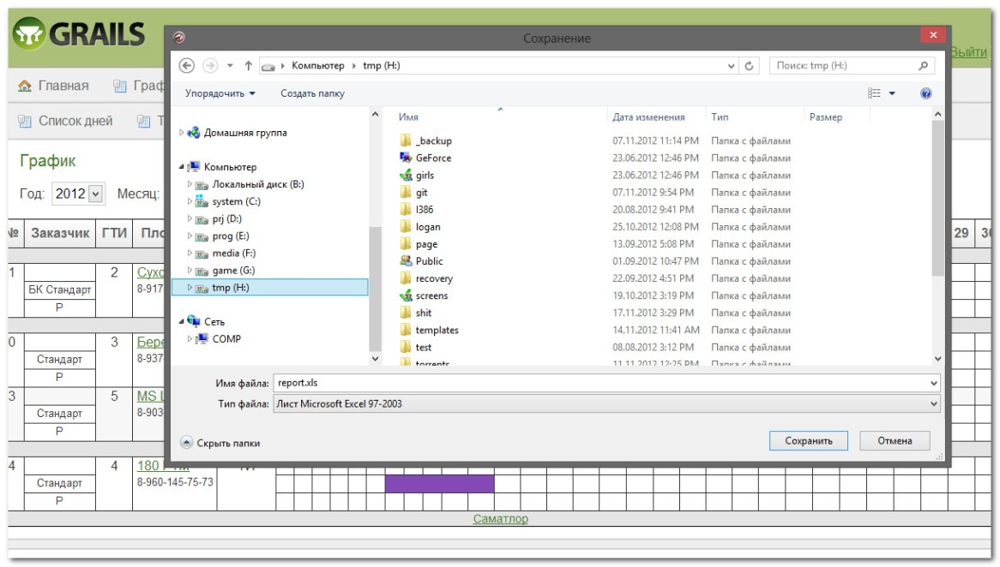 GRAILS
Сохранение
Выйти
Компьютер tmp (H:)
Поиск: tmp (H:)
Главная
Граф
Упорядочить
Создать папку
Список дней
Т
График
Год: 2012 Месяц:
№ Заказчик ГТИ Пло
29 30
1 2 Сухо
БК Стандарт 8-917
Р
0 3 Бере
Стандарт 8-937
Р
3 5 MS L
Стандарт 8-903
Р
4 4
Стандарт 8-960-145-75-73
Р
Саматлор
Домашняя группа
Компьютер
Локальный диск (B:)
system (C:)
prj (D:)
prog (E:)
media (F:)
game (G:)
tmp (H:)
Сеть
COMP
Имя Дата изменения Тип Размер
_backup 07.11.2012 11:14 PM Папка с файлами
GeForce 23.06.2012 12:46 PM Папка с файлами
girls 23.06.2012 12:46 PM Папка с файлами
git 07.11.2012 9:54 PM Папка с файлами
I386 20.08.2012 9:41 PM Папка с файлами
logan 25.10.2012 12:08 PM Папка с файлами
page 13.09.2012 5:08 PM Папка с файлами
Public 01.09.2012 10:47 PM Папка с файлами
recovery 22.09.2012 4:51 PM Папка с файлами
screens 19.10.2012 3:19 PM Папка с файлами
shit 17.11.2012 3:29 PM Папка с файлами
templates 14.11.2012 11:41 AM Папка с файлами
test 08.08.2012 3:12 PM Папка с файлами
torrents 11.11.2012 12:25 PM Папка с файлами
Имя файла: report.xls
Тип файла: Лист Microsoft Excel 97-2003
Скрыть папки
Сохранить
Отмена